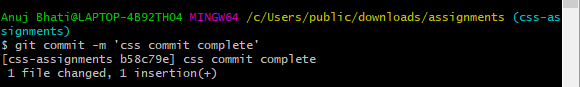 Anuj Bhati@LAPTOP-4B92THO4 MINGW64 /c/Users/public/downloads/assignments (css-as
signments)
$ git commit -m 'css commit complete'
[css-assignments b58c79e] css commit complete
 1 file changed, 1 insertion(+)